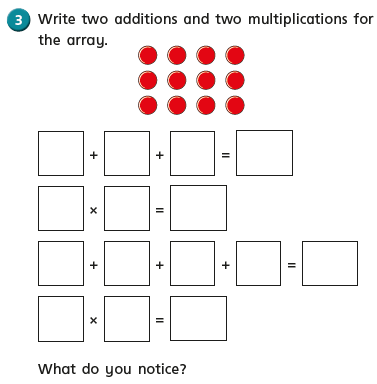 3 Write two additions and two multiplications for
the array.
+ + =
× =
+ + + =
× =
What do you notice?